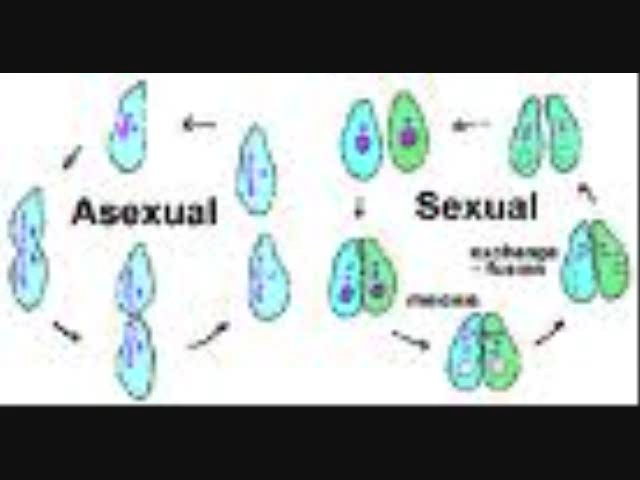 Asexual
Sexual
exchange
- fusion
meiosis